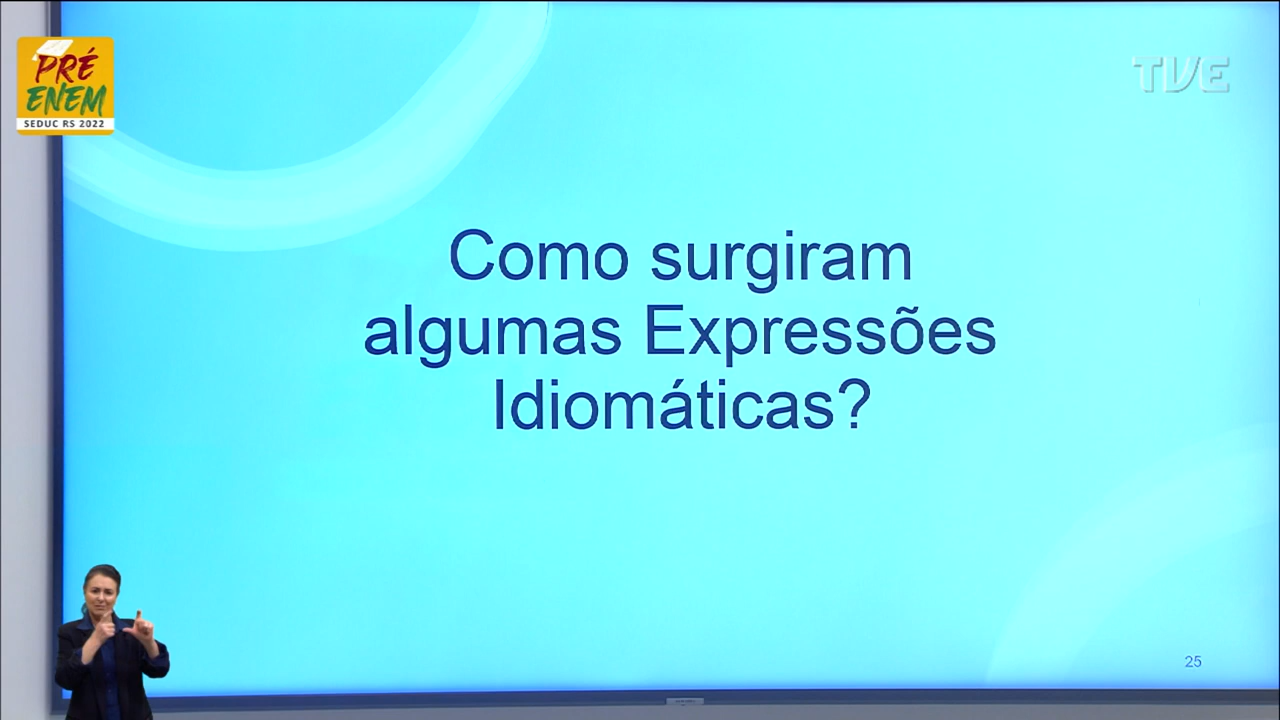 PRÉ
ENEM
SEDUC RS 2022
TVE
Como surgiram
algumas Expressões
Idiomáticas?
25